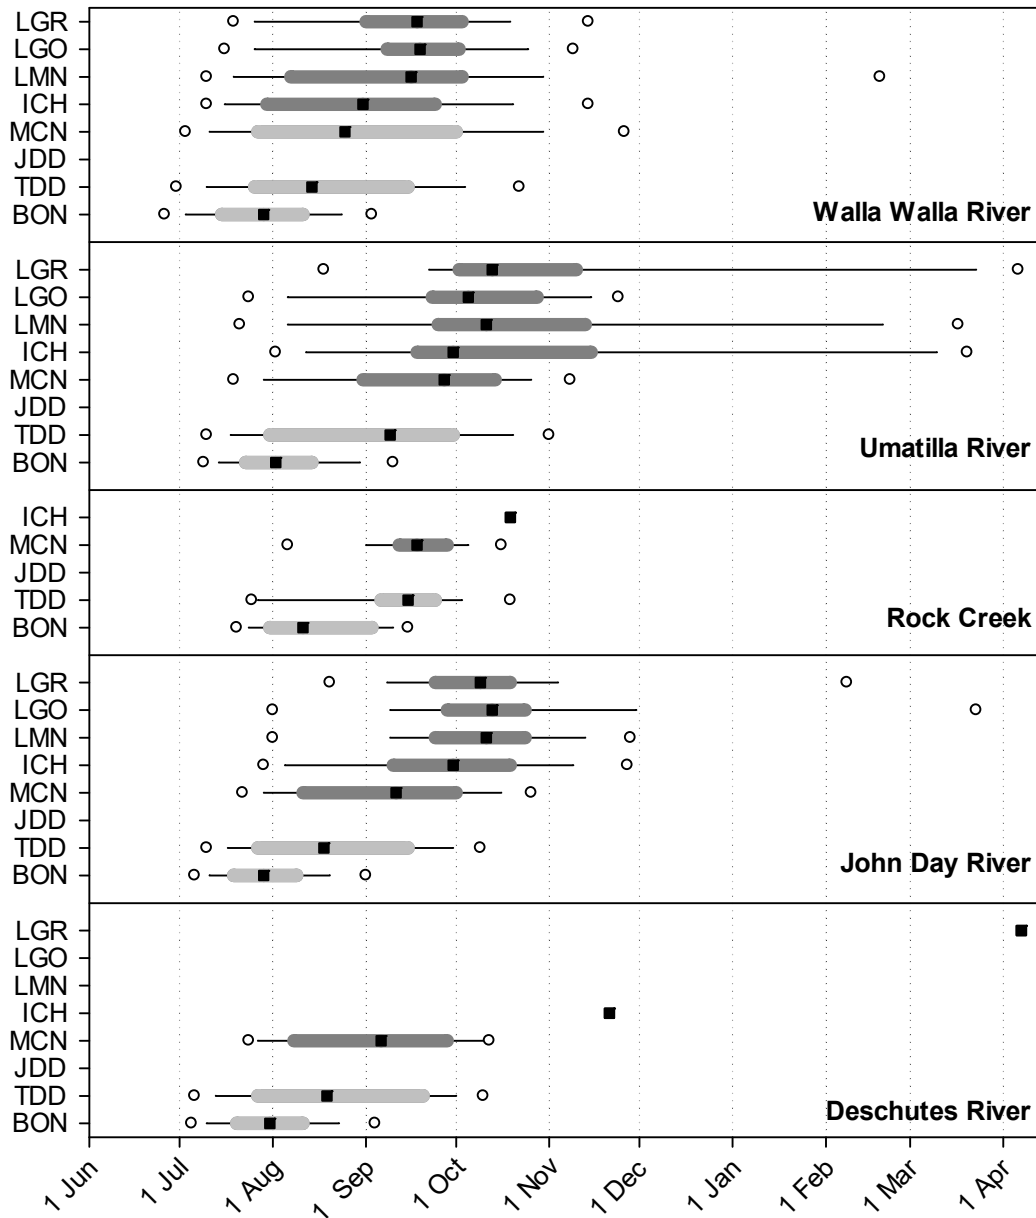 LGR
LGO
LMN
ICH
MCN
JDD
TDD
BON
Walla Walla River
LGR
LGO
LMN
ICH
MCN
JDD
TDD
BON
Umatilla River
ICH
MCN
JDD
TDD
BON
Rock Creek
LGR
LGO
LMN
ICH
MCN
JDD
TDD
BON
John Day River
LGR
LGO
LMN
ICH
MCN
JDD
TDD
BON
Deschutes River
1 Jun
1 Jul
1 Aug
1 Sep
1 Oct
1 Nov
1 Dec
1 Jan
1 Feb
1 Mar
1 Apr